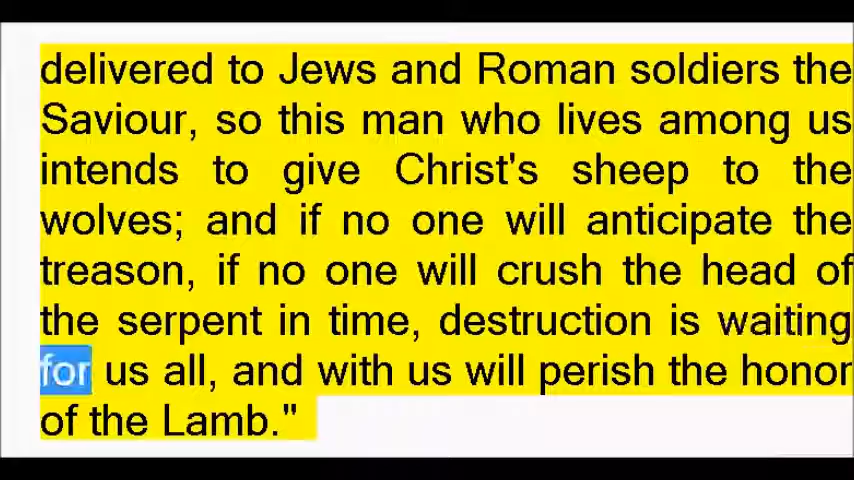 delivered to Jews and Roman soldiers the
Saviour, so this man who lives among us
intends to give Christ's sheep to the
wolves; and if no one will anticipate the
treason, if no one will crush the head of
the serpent in time, destruction is waiting
for us all, and with us will perish the honor
of the Lamb."